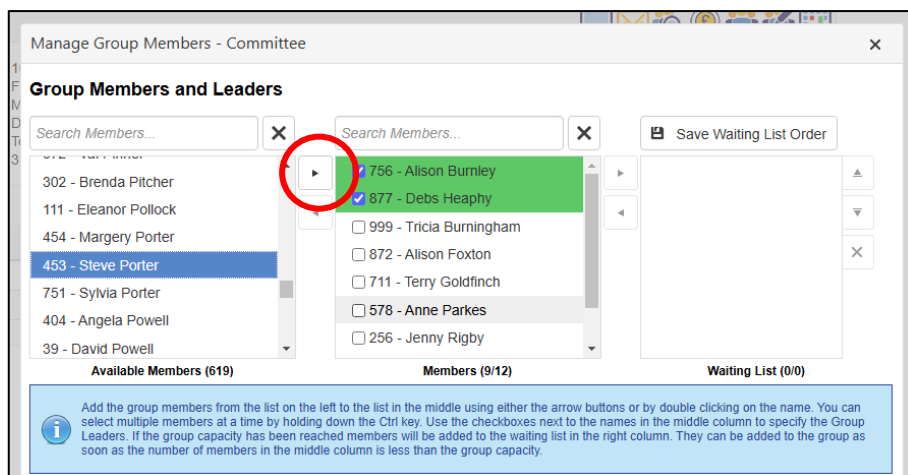 Manage Group Members - Committee
Group Members and Leaders
Search Members...
Search Members...
Save Waiting List Order
302 - Brenda Pitcher
111 - Eleanor Pollock
454 - Margery Porter
453 - Steve Porter
751 - Sylvia Porter
404 - Angela Powell
39 - David Powell
756 - Alison Burnley
877 - Debs Heaphy
999 - Tricia Burningham
872 - Alison Foxton
711 - Terry Goldfinch
578 - Anne Parkes
256 - Jenny Rigby
Available Members (619)
Members (9/12)
Waiting List (0/0)
Add the group members from the list on the left to the list in the middle using either the arrow buttons or by double clicking on the name. You can
select multiple members at a time by holding down the Ctrl key. Use the checkboxes next to the names in the middle column to specify the Group
Leaders. If the group capacity has been reached members will be added to the waiting list in the right column. They can be added to the group as
soon as the number of members in the middle column is less than the group capacity.